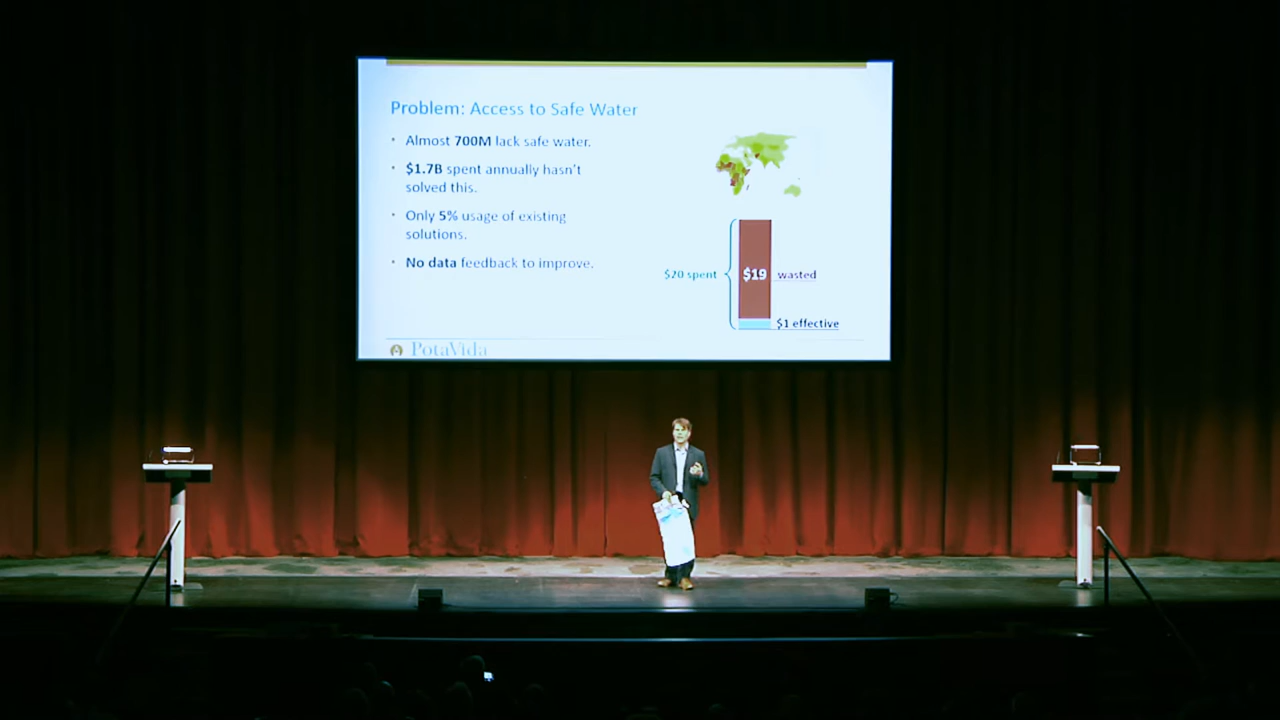 Problem: Access to Safe Water
· Almost 700M lack safe water.
· $1.7B spent annually hasn't
solved this.
· Only 5% usage of existing
solutions.
· No data feedback to improve.
$20 spent
$19
wasted
$1 effective
PotaVida